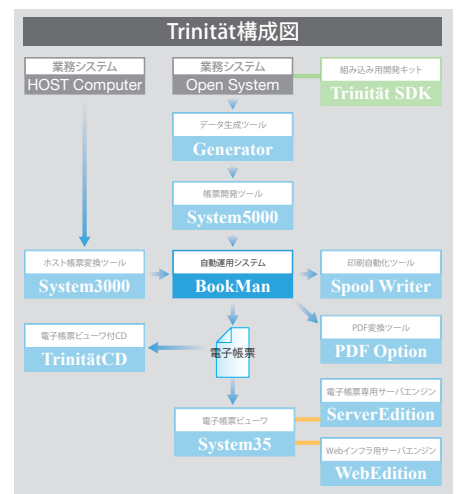 Trinität構成図
業務システム
HOST Computer
業務システム
Open System
組み込み用開発キット
Trinität SDK
データ生成ツール
Generator
帳票開発ツール
System5000
ホスト帳票変換ツール
System3000
自動運用システム
BookMan
印刷自動化ツール
Spool Writer
電子帳票ビューワ付CD
TrinitätCD
電子帳票
PDF変換ツール
PDF Option
電子帳票ビューワ
System35
電子帳票専用サーバエンジン
ServerEdition
Webインフラ用サーバエンジン
WebEdition